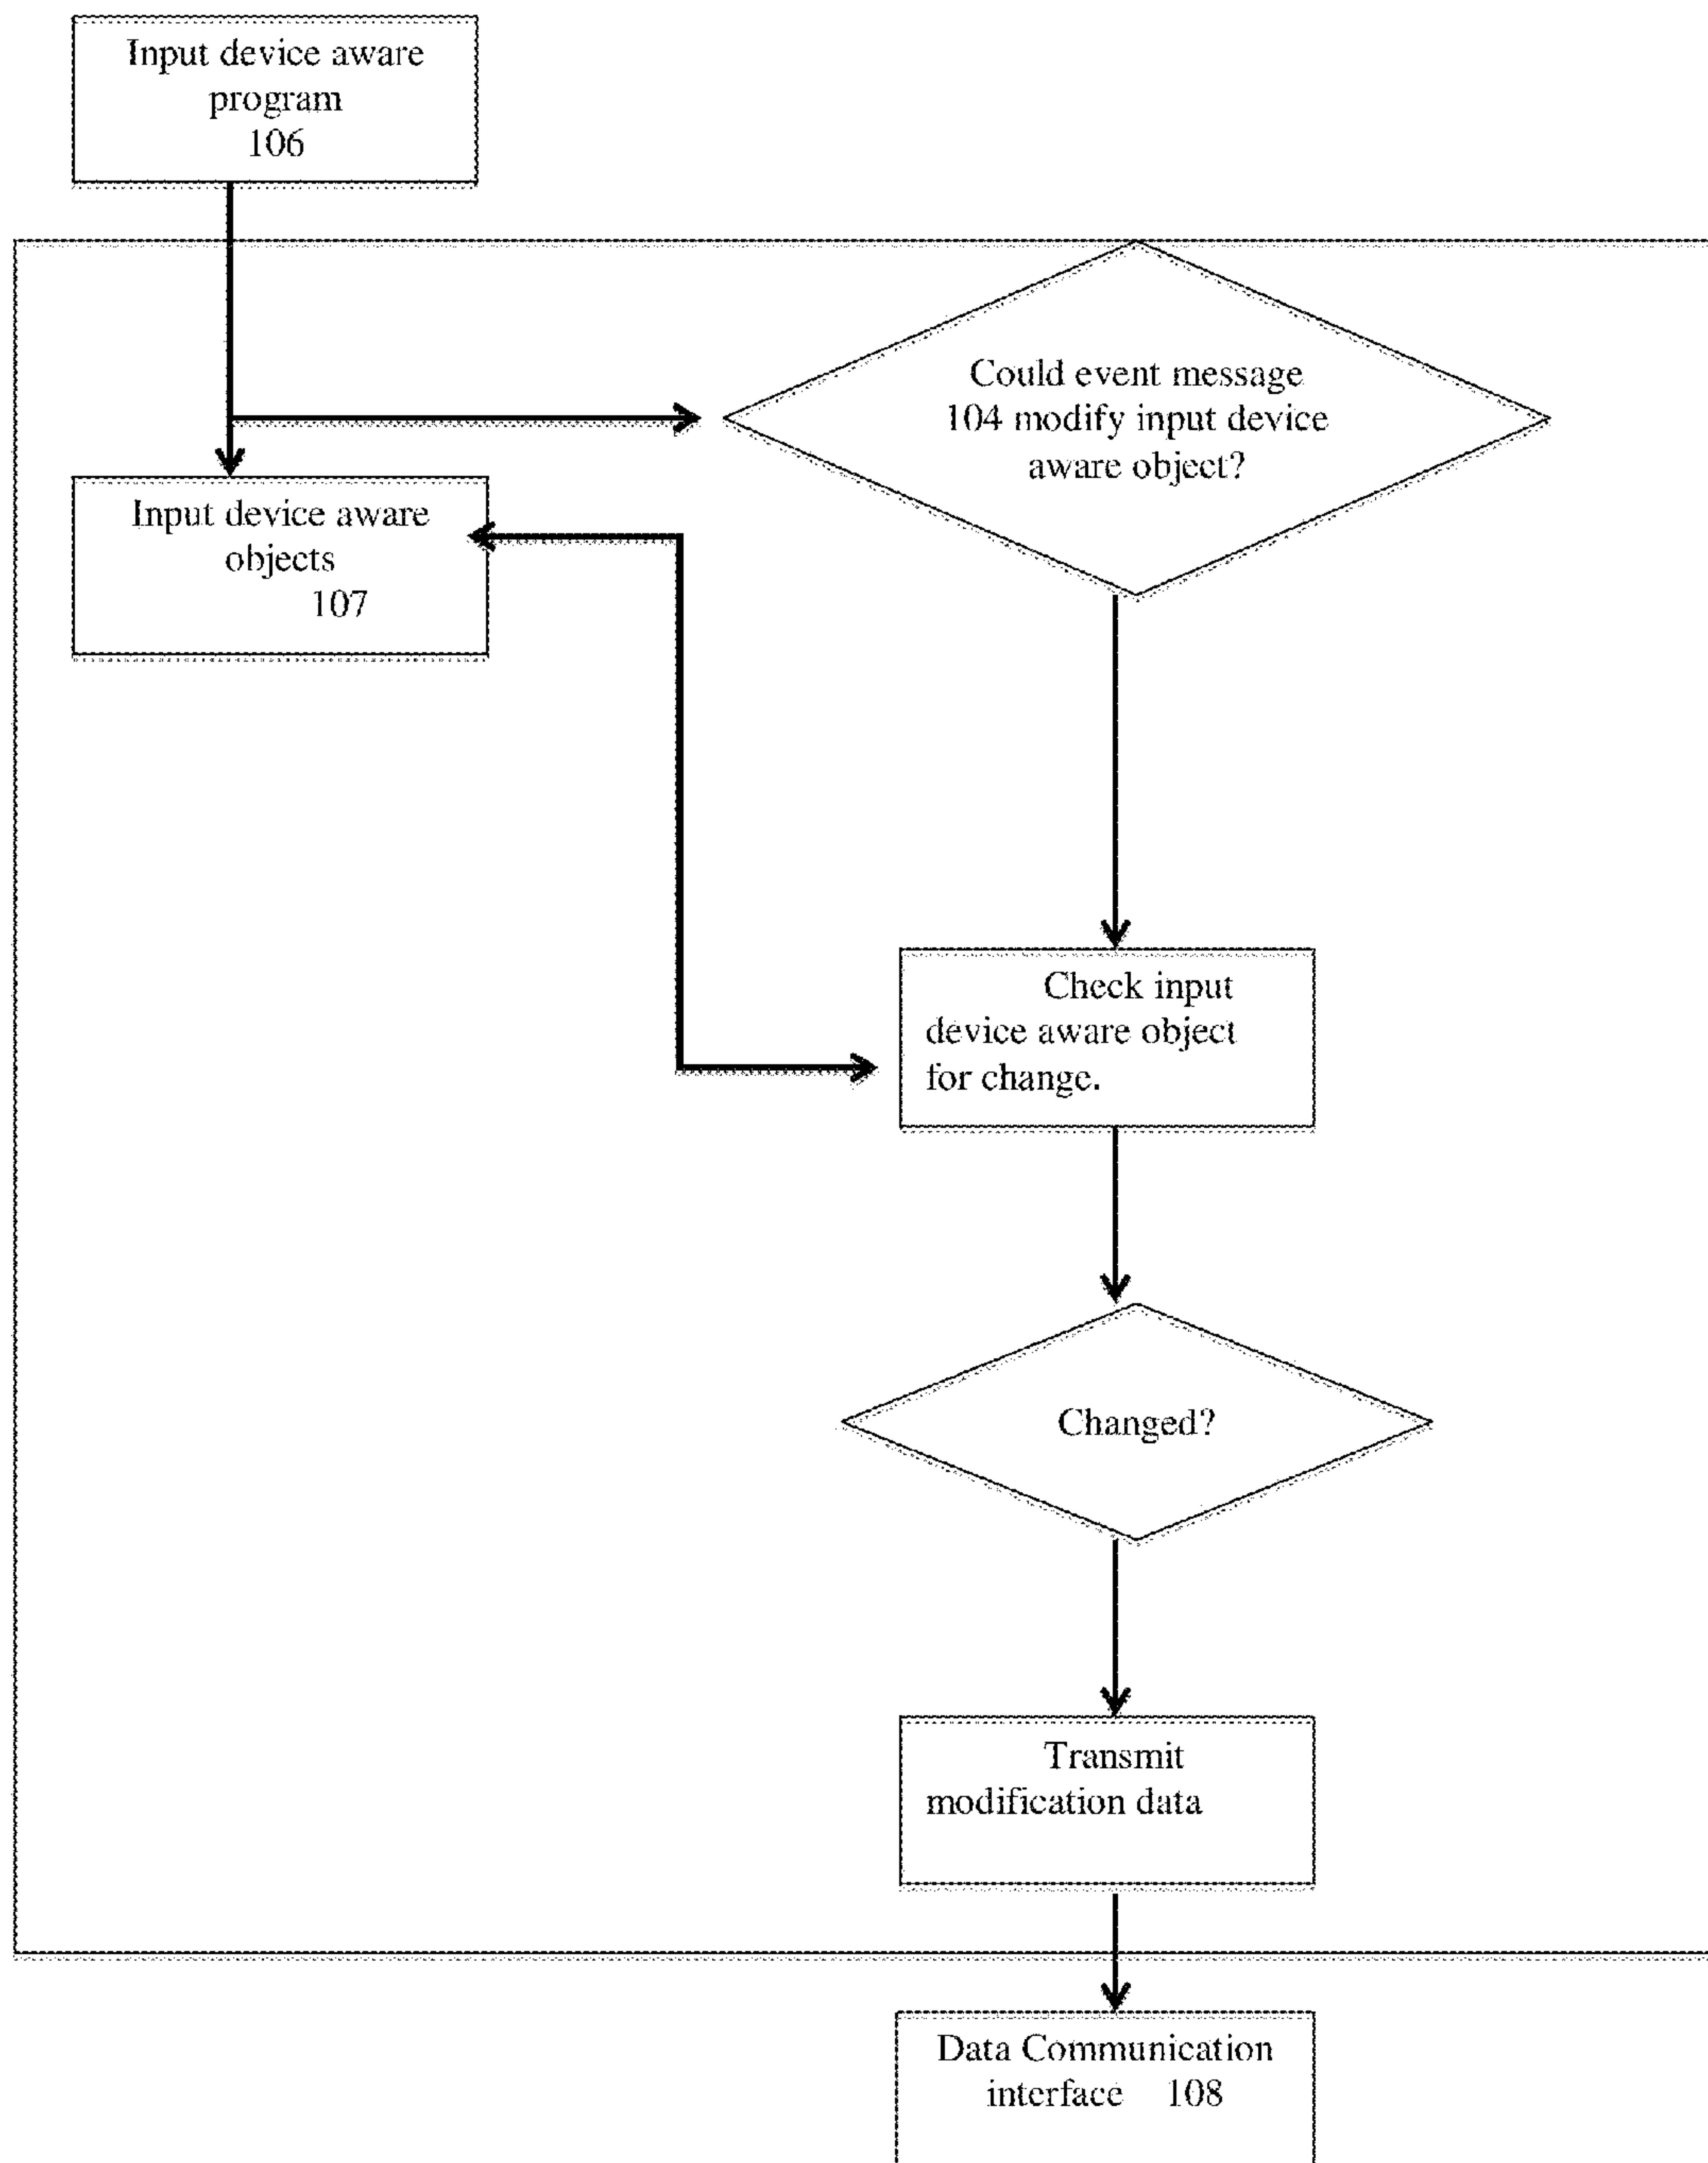 Input device aware
program
106
Could event message
104 modify input device
aware object?
Input device aware
objects
107
Check input
device aware object
for change.
Changed?
Transmit
modification data
Data Communication
interface 108